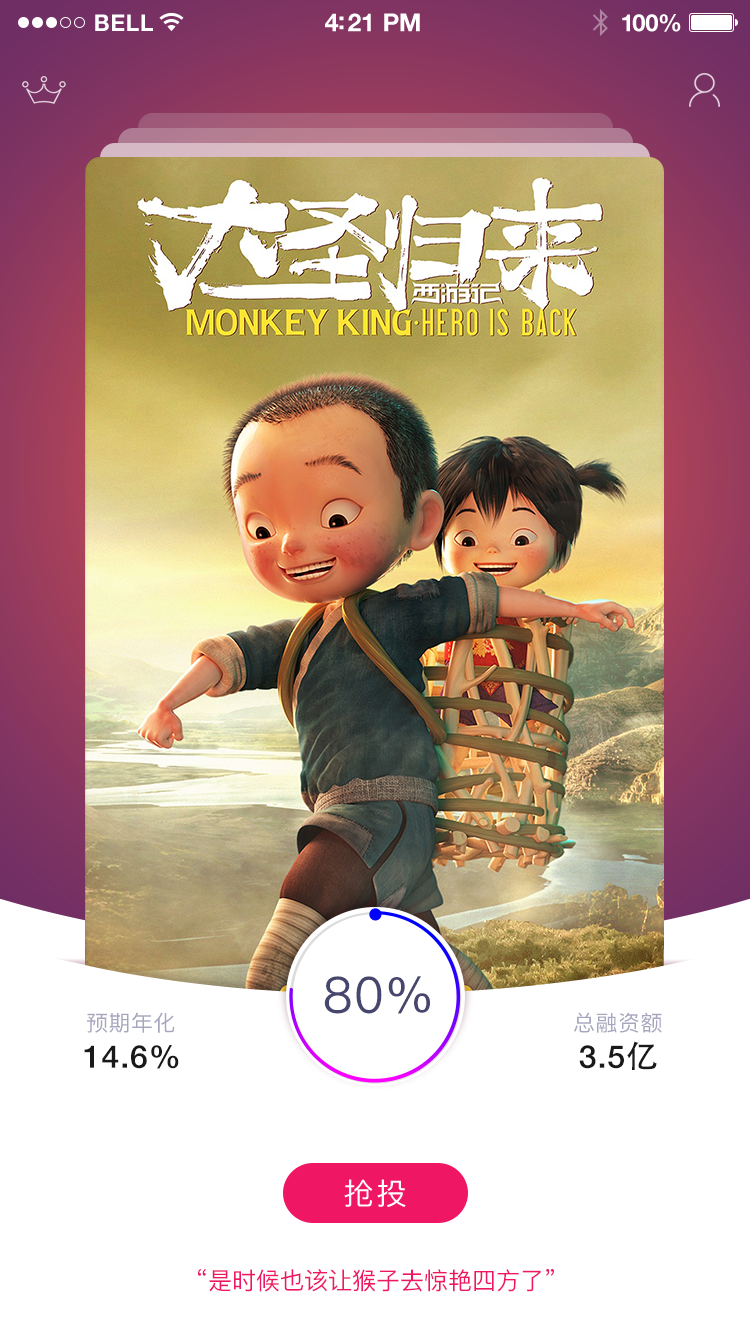 BELL 4:21 PM 100%
大圣归来
西游记
MONKEY KING·HERO IS BACK
80%
预期年化
14.6%
总融资额
3.5亿
抢投
“是时候也该让猴子去惊艳四方了”